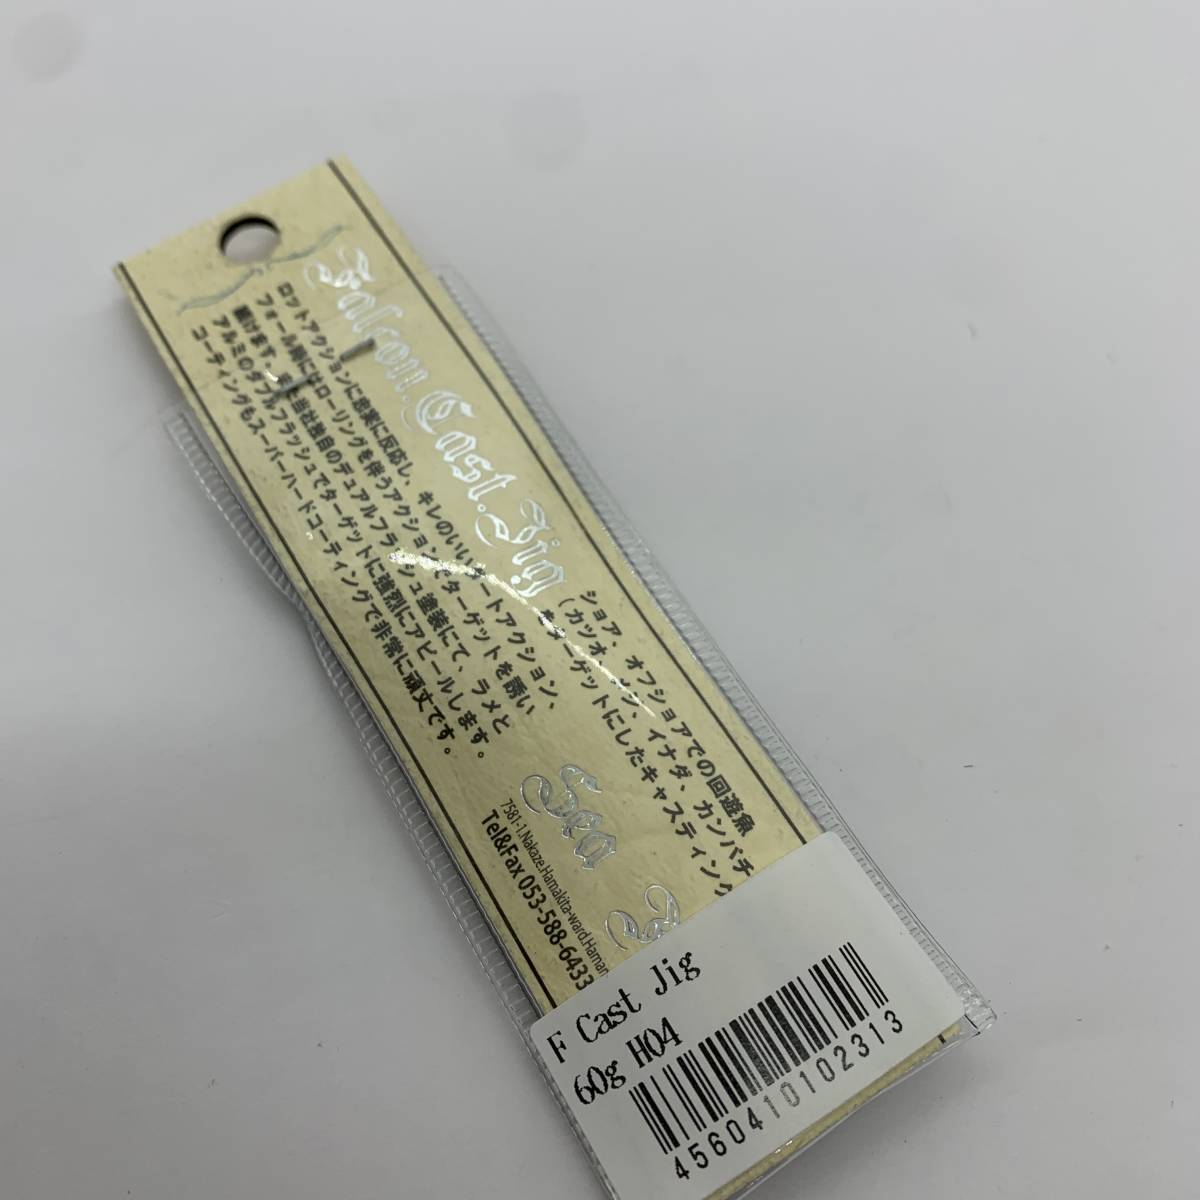 Falcon.Cast.Jig
ショア、オフショアでの回遊魚
(カツオ イナダ、カンパチ
をターゲットにしたキャスティング
ロッドアクションに忠実に反応し、キレのいい ートアクション、
フォール時にはローリングを伴うアクションでターゲットを誘い
続けます。 当社独自のデュアルフラッシュ塗装にて、ラメと
アルミのダブルフラッシュでターゲットに強烈にアピールします。
コーティングもスーパーハードコーティングで非常に頑丈です。
Sea
7581-1.Nakaze.Hamakita-ward.Hamam
Tel&Fax 053-588-6433
F Cast Jig
60g H04
4560410102313